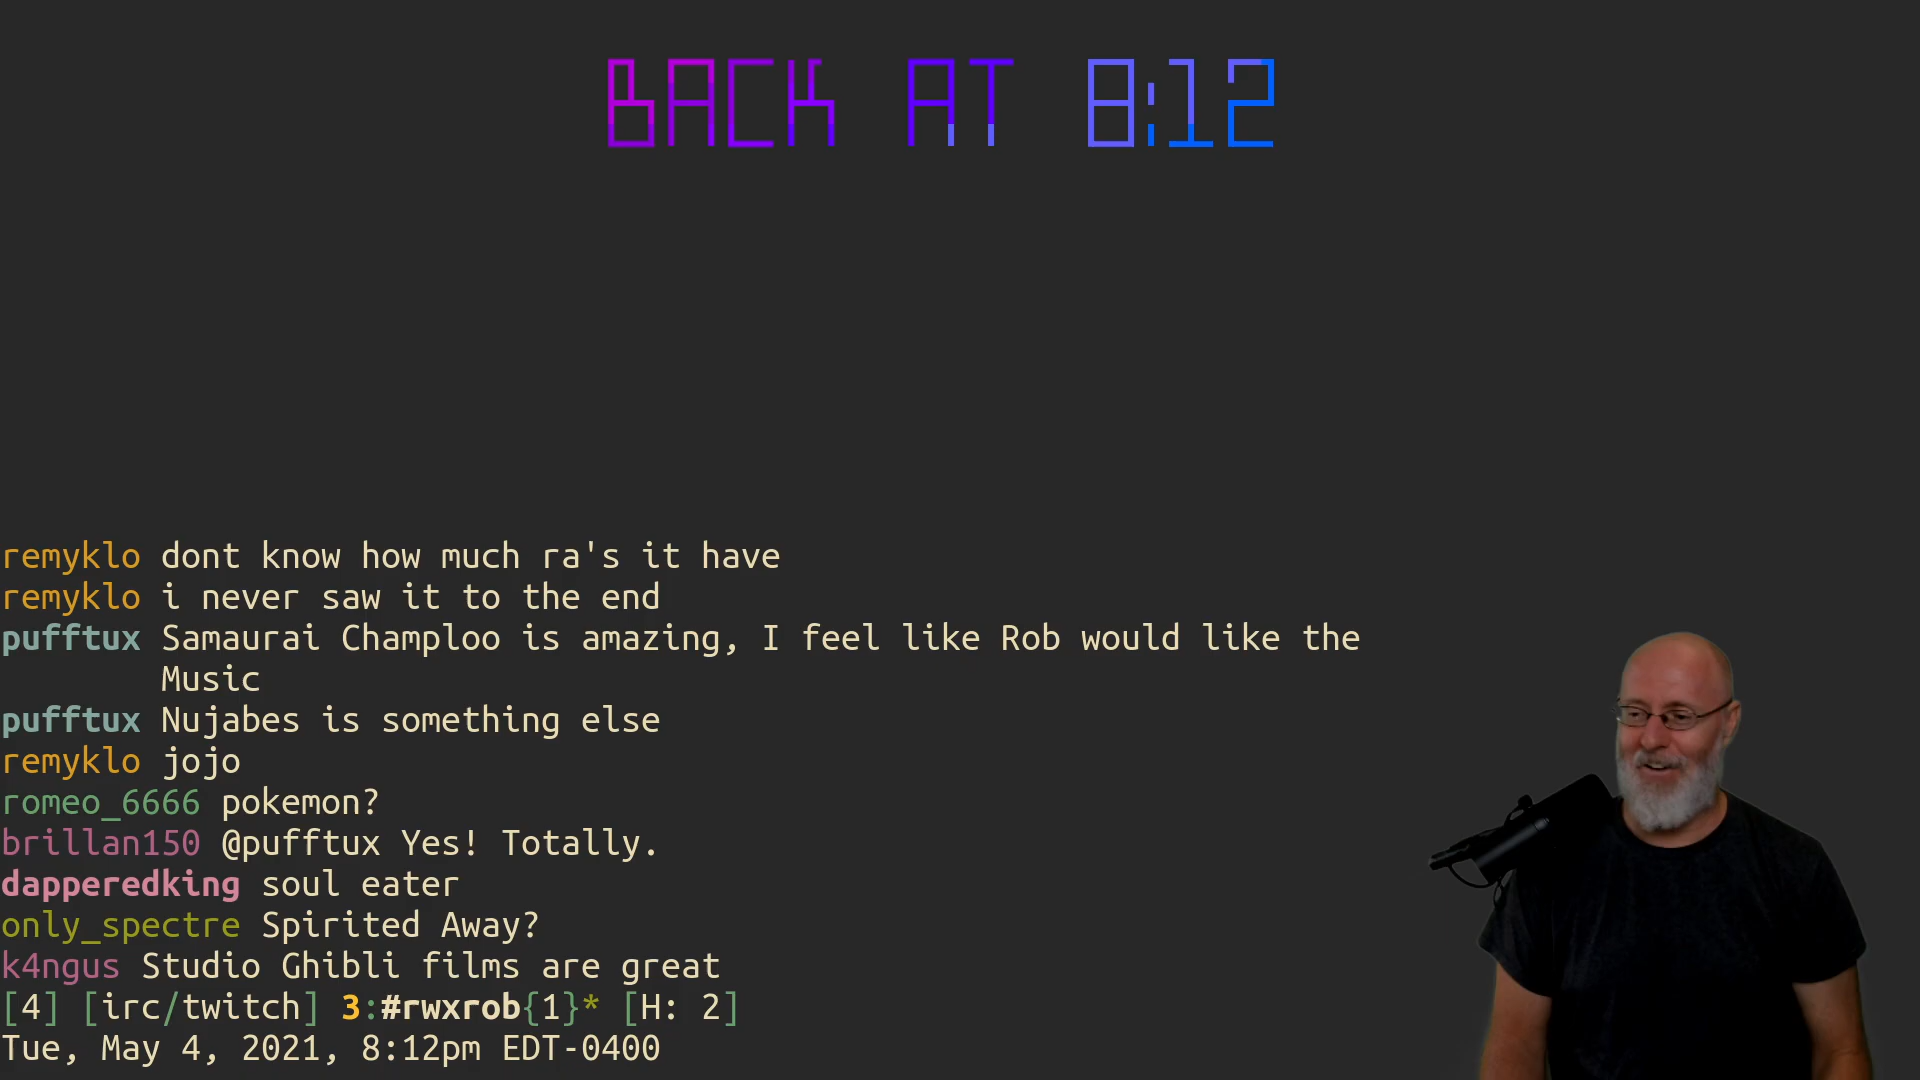 BACK AT 8:12
remyklo dont know how much ra's it have
remyklo i never saw it to the end
pufftux Samaurai Champloo is amazing, I feel like Rob would like the
Music
pufftux Nujabes is something else
remyklo jojo
romeo_6666 pokemon?
brillan150 @pufftux Yes! Totally.
dapperedking soul eater
only_spectre Spirited Away?
k4ngus Studio Ghibli films are great
[4] [irc/twitch] 3:#rwxrob{1}* [H: 2]
Tue, May 4, 2021, 8:12pm EDT-0400